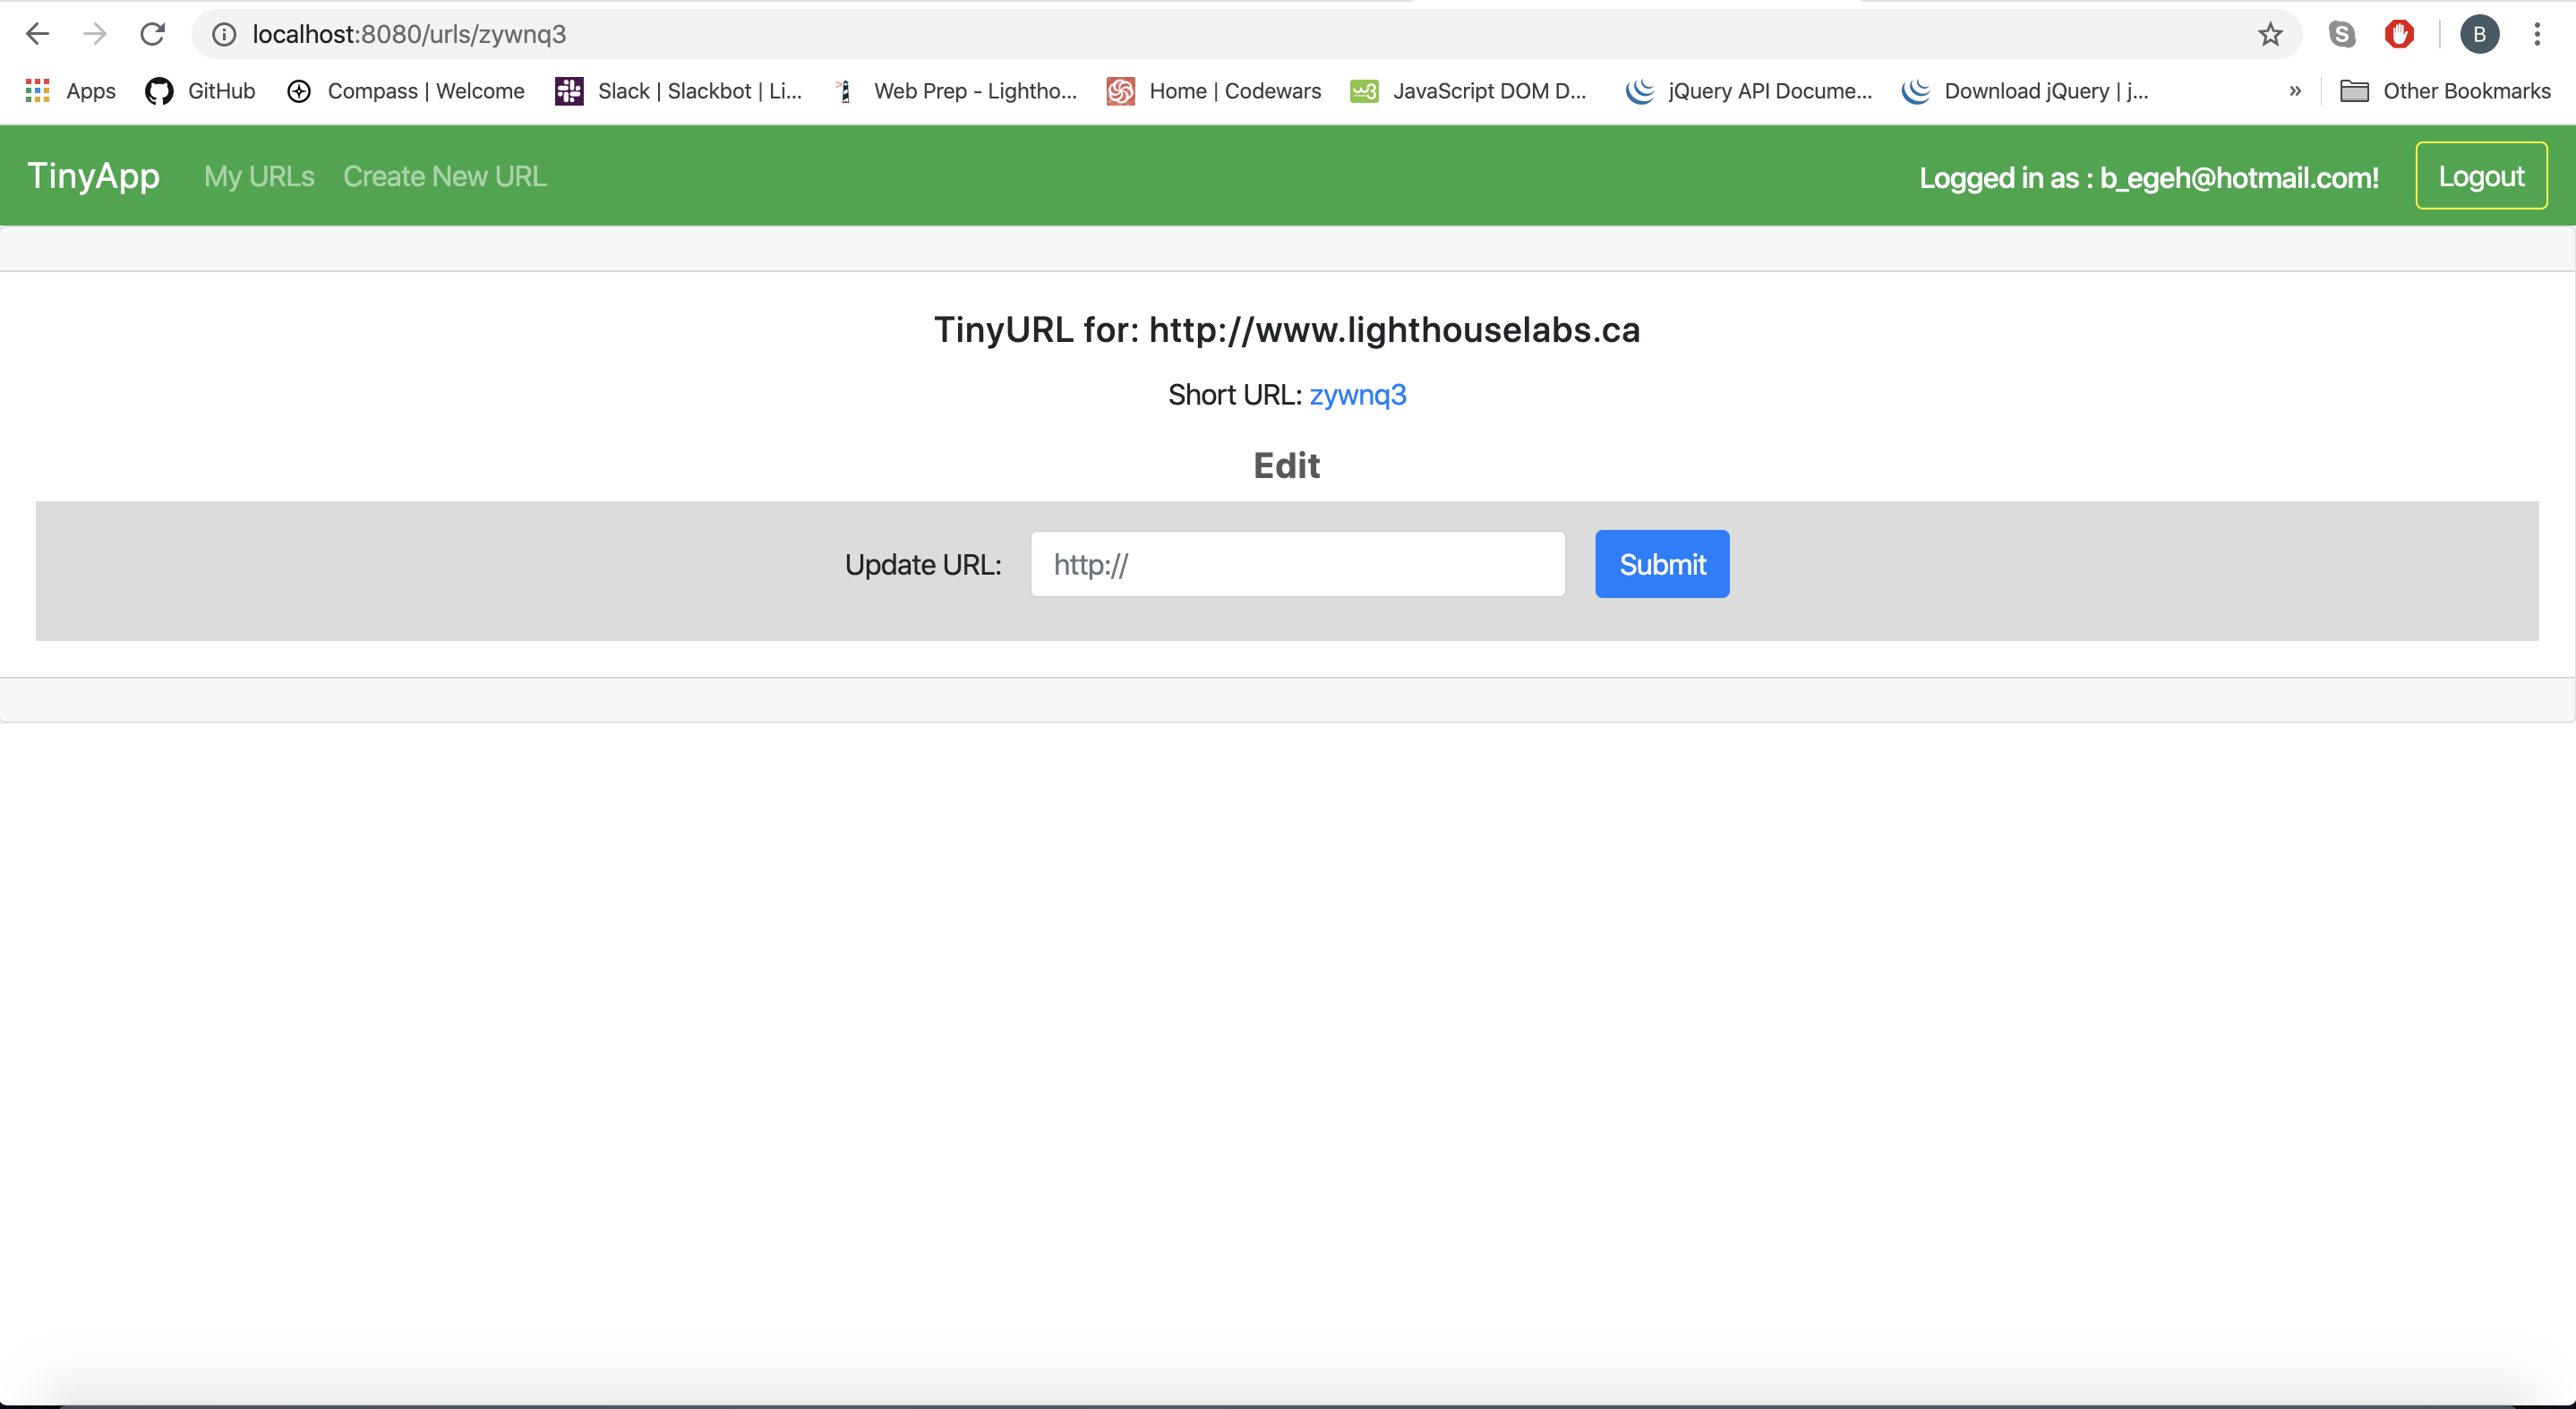 localhost:8080/urls/zywnq3
Apps GitHub Compass | Welcome Slack | Slackbot | Li... Web Prep - Lightho... Home | Codewars JavaScript DOM D... jQuery API Docume... Download jQuery | j... » Other Bookmarks
TinyApp My URLs Create New URL Logged in as : b_egeh@hotmail.com! Logout
TinyURL for: http://www.lighthouselabs.ca
Short URL: zywnq3
Edit
Update URL: http:// Submit